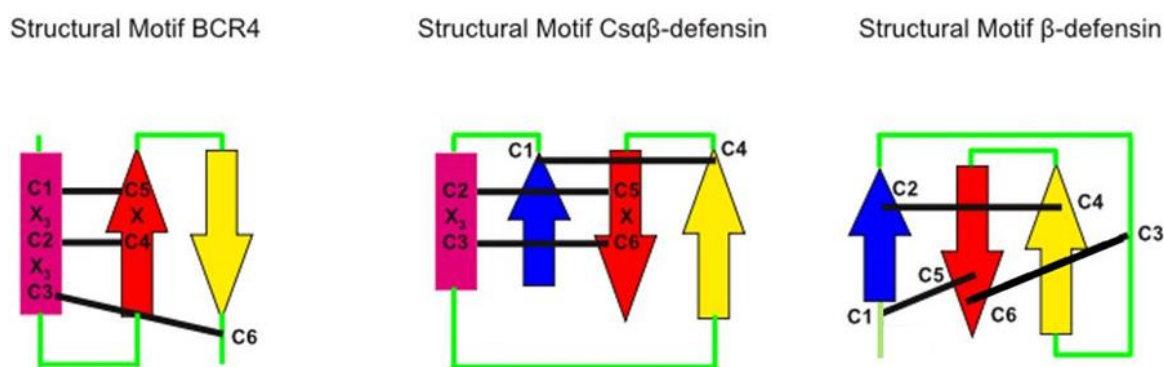 Structural Motif BCR4
Structural Motif Csαβ-defensin
Structural Motif β-defensin
C1
X₃
C2
X₃
C3
C5
X
C4
C6
C1
C4
C2
X₃
C3
C5
X
C6
C2
C4
C3
C5
C1
C6